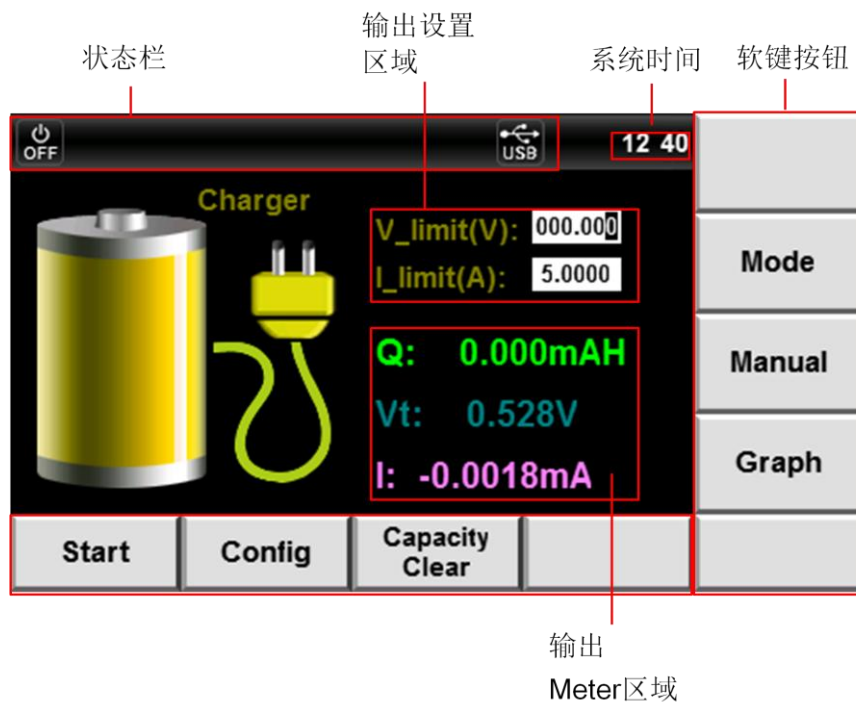 状态栏
输出设置
区域
系统时间
软键按钮
OFF
USB
12 40
Charger
V_limit(V): 000.000
I_limit(A): 5.0000
Q: 0.000mAH
Vt: 0.528V
I: -0.0018mA
Mode
Manual
Graph
Start
Config
Capacity
Clear
输出
Meter区域